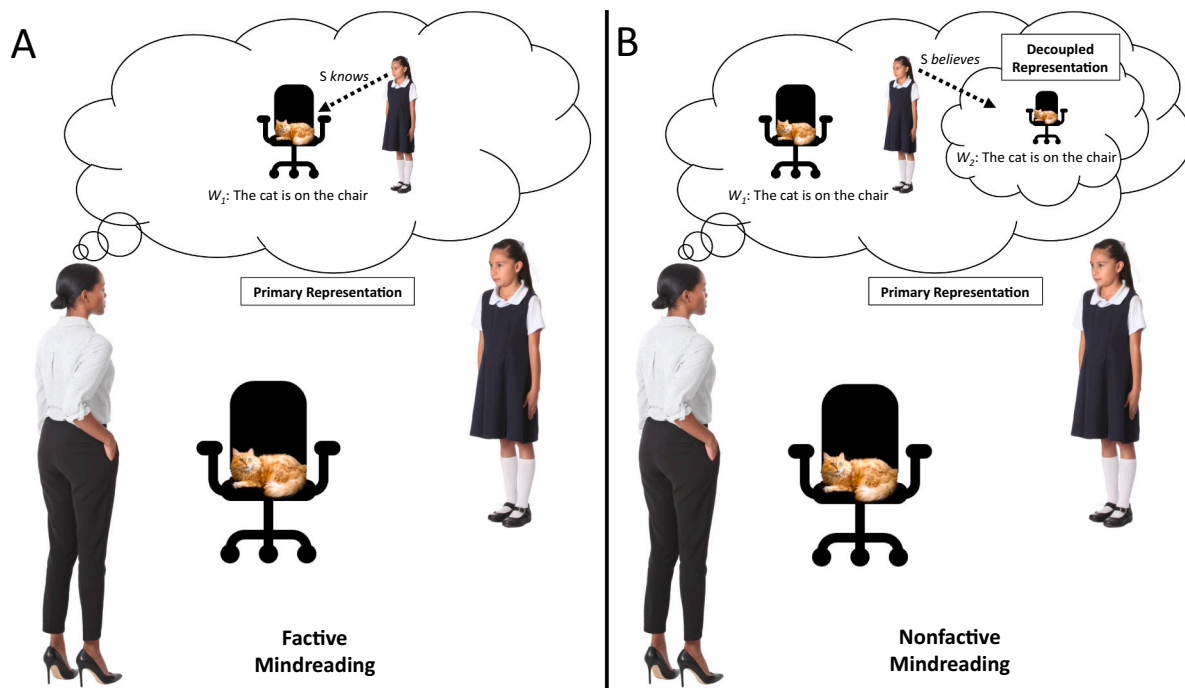 A
S knows
W₁: The cat is on the chair
Primary Representation
Factive
Mindreading
B
Decoupled
Representation
S believes
W₂: The cat is on the chair
W₁: The cat is on the chair
Primary Representation
Nonfactive
Mindreading